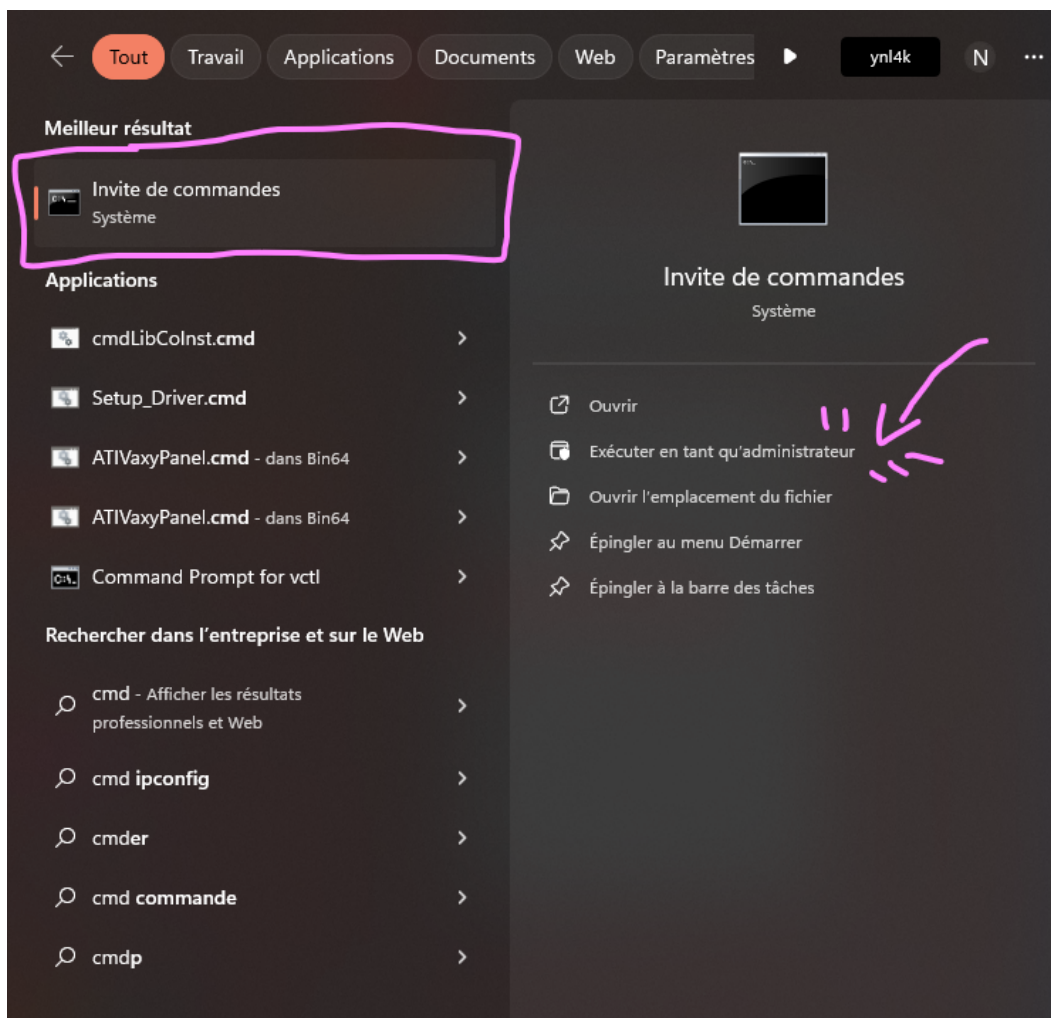 Tout Travail Applications Documents Web Paramètres ynl4k N
Meilleur résultat
Invite de commandes
Système
Applications
cmdLibCoInst.cmd
Setup_Driver.cmd
ATIVaxyPanel.cmd - dans Bin64
ATIVaxyPanel.cmd - dans Bin64
Command Prompt for vctl
Rechercher dans l'entreprise et sur le Web
cmd - Afficher les résultats
professionnels et Web
cmd ipconfig
cmder
cmd commande
cmdp
Invite de commandes
Système
Ouvrir
Exécuter en tant qu'administrateur
Ouvrir l'emplacement du fichier
Épingler au menu Démarrer
Épingler à la barre des tâches